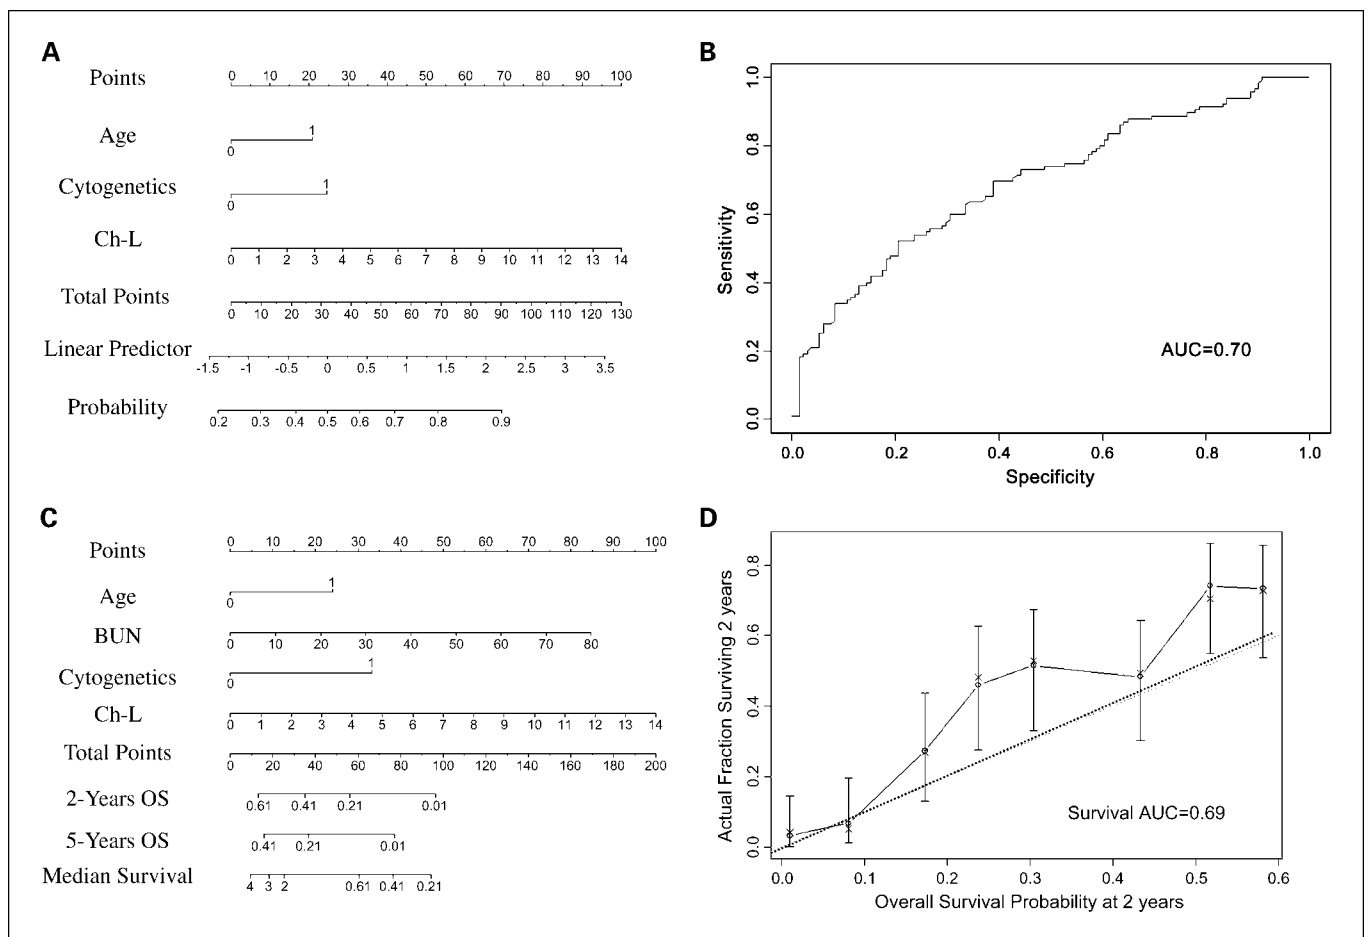 A
Points
0 10 20 30 40 50 60 70 80 90 100
Age
0 1
Cytogenetics
0 1
Ch-L
0 1 2 3 4 5 6 7 8 9 10 11 12 13 14
Total Points
0 10 20 30 40 50 60 70 80 90 100 110 120 130
Linear Predictor
-1.5 -1 -0.5 0 0.5 1 1.5 2 2.5 3 3.5
Probability
0.2 0.3 0.4 0.5 0.6 0.7 0.8 0.9
B
Sensitivity
1.0
0.8
0.6
0.4
0.2
0.0
AUC=0.70
0.0 0.2 0.4 0.6 0.8 1.0
Specificity
C
Points
0 10 20 30 40 50 60 70 80 90 100
Age
0 1
BUN
0 10 20 30 40 50 60 70 80
Cytogenetics
0 1
Ch-L
0 1 2 3 4 5 6 7 8 9 10 11 12 13 14
Total Points
0 20 40 60 80 100 120 140 160 180 200
2-Years OS
0.61 0.41 0.21 0.01
5-Years OS
0.41 0.21 0.01
Median Survival
4 3 2 0.61 0.41 0.21
D
Actual Fraction Surviving 2 years
0.8
0.6
0.4
0.2
0.0
Survival AUC=0.69
0.0 0.1 0.2 0.3 0.4 0.5 0.6
Overall Survival Probability at 2 years